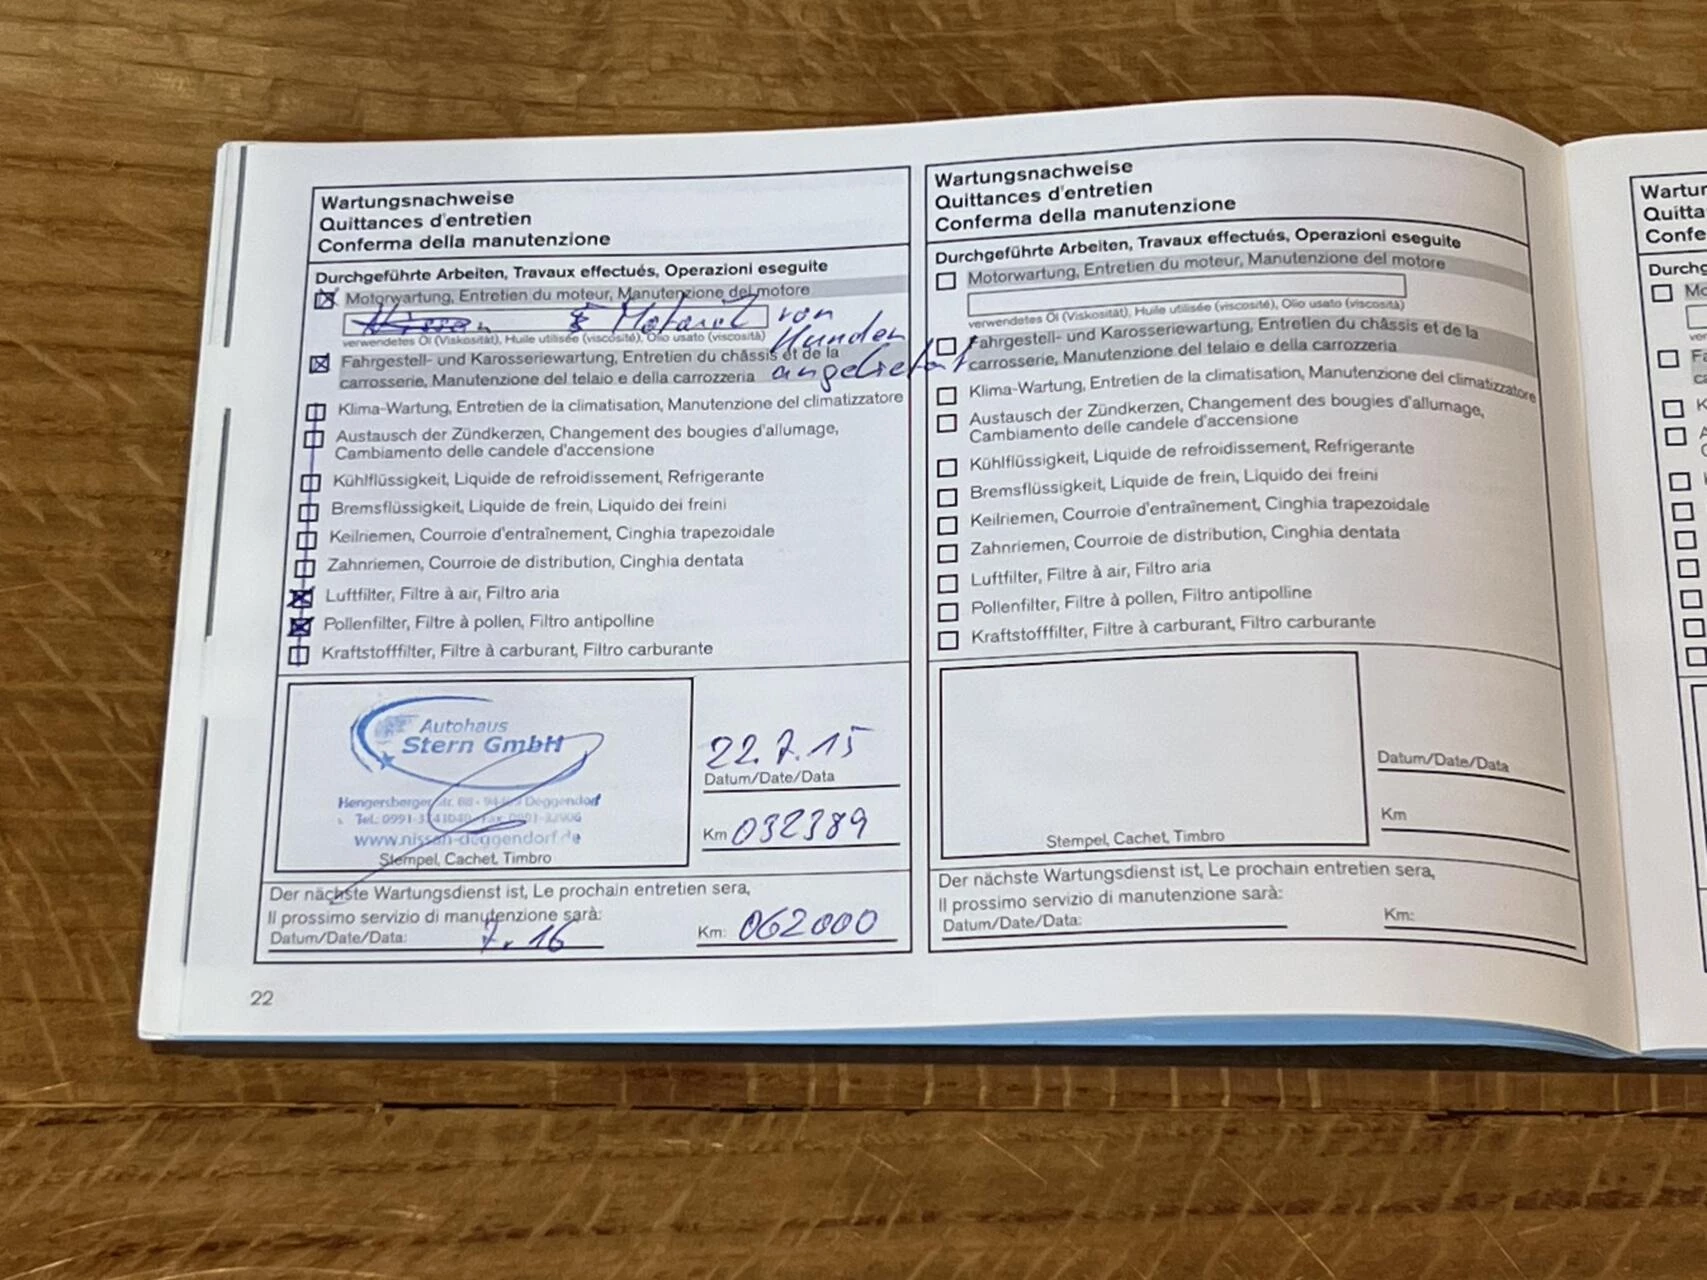 Wartungsnachweise
Quittances d'entretien
Conferma della manutenzione
Durchgeführte Arbeiten, Travaux effectués, Operazioni eseguite
Motorwartung, Entretien du moteur, Manutenzione del motore
Nissan Motoröl von
verwendetes Öl (Viskosität), Huile utilisée (viscosité), Olio usato (viscosità)
Kunden
Fahrgestell- und Karosseriewartung, Entretien du châssis et de la
carrosserie, Manutenzione del telaio e della carrozzeria
angeliefert
Klima-Wartung, Entretien de la climatisation, Manutenzione del climatizzatore
Austausch der Zündkerzen, Changement des bougies d'allumage,
Cambiamento delle candele d'accensione
Kühlflüssigkeit, Liquide de refroidissement, Refrigerante
Bremsflüssigkeit, Liquide de frein, Liquido dei freini
Keilriemen, Courroie d'entraînement, Cinghia trapezoidale
Zahnriemen, Courroie de distribution, Cinghia dentata
Luftfilter, Filtre à air, Filtro aria
Pollenfilter, Filtre à pollen, Filtro antipolline
Kraftstofffilter, Filtre à carburant, Filtro carburante
Autohaus
Stern GmbH
Hengersberger Str. 68 - Deggendorf
Tel.: Fax
www.nissan-deggendorf.de
Stempel, Cachet, Timbro
22.7.15
Datum/Date/Data
Km 032389
Der nächste Wartungsdienst ist, Le prochain entretien sera,
Il prossimo servizio di manutenzione sarà:
Datum/Date/Data: 7.16
Km: 062000
22
Wartungsnachweise
Quittances d'entretien
Conferma della manutenzione
Durchgeführte Arbeiten, Travaux effectués, Operazioni eseguite
Motorwartung, Entretien du moteur, Manutenzione del motore
verwendetes Öl (Viskosität), Huile utilisée (viscosité), Olio usato (viscosità)
Fahrgestell- und Karosseriewartung, Entretien du châssis et de la
carrosserie, Manutenzione del telaio e della carrozzeria
Klima-Wartung, Entretien de la climatisation, Manutenzione del climatizzatore
Austausch der Zündkerzen, Changement des bougies d'allumage,
Cambiamento delle candele d'accensione
Kühlflüssigkeit, Liquide de refroidissement, Refrigerante
Bremsflüssigkeit, Liquide de frein, Liquido dei freini
Keilriemen, Courroie d'entraînement, Cinghia trapezoidale
Zahnriemen, Courroie de distribution, Cinghia dentata
Luftfilter, Filtre à air, Filtro aria
Pollenfilter, Filtre à pollen, Filtro antipolline
Kraftstofffilter, Filtre à carburant, Filtro carburante
Stempel, Cachet, Timbro
Datum/Date/Data
Km
Der nächste Wartungsdienst ist, Le prochain entretien sera,
Il prossimo servizio di manutenzione sarà:
Datum/Date/Data:
Km:
Wartur
Quitta
Confe
Durchg